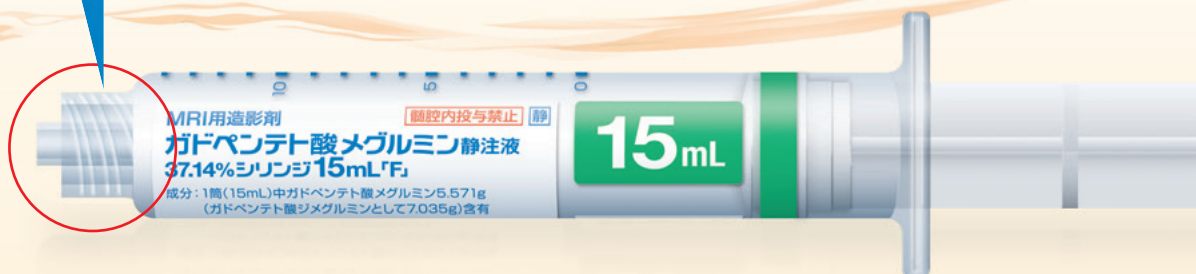 10
5
0
MRI用造影剤
髄腔内投与禁止 静
ガドペンテト酸メグルミン静注液
37.14%シリンジ15mL「F」
成分：1筒(15mL)中ガドペンテト酸メグルミン5.571g
(ガドペンテト酸ジメグルミンとして7.035g)含有
15mL